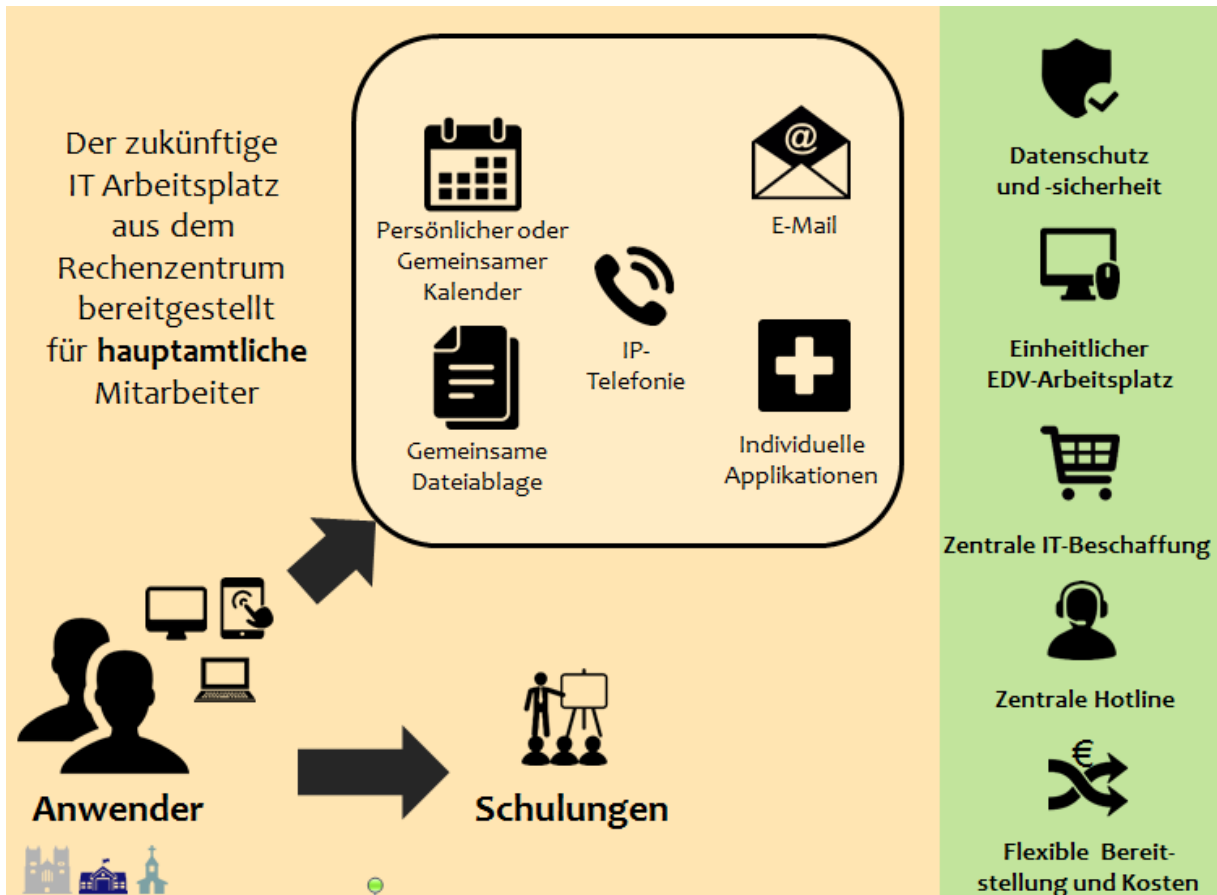 Der zukünftige
IT Arbeitsplatz
aus dem
Rechenzentrum
bereitgestellt
für hauptamtliche
Mitarbeiter
Persönlicher oder
Gemeinsamer
Kalender
@
E-Mail
IP-
Telefonie
Gemeinsame
Dateiablage
Individuelle
Applikationen
Anwender
Schulungen
Datenschutz
und -sicherheit
Einheitlicher
EDV-Arbeitsplatz
Zentrale IT-Beschaffung
Zentrale Hotline
€
Flexible Bereit-
stellung und Kosten